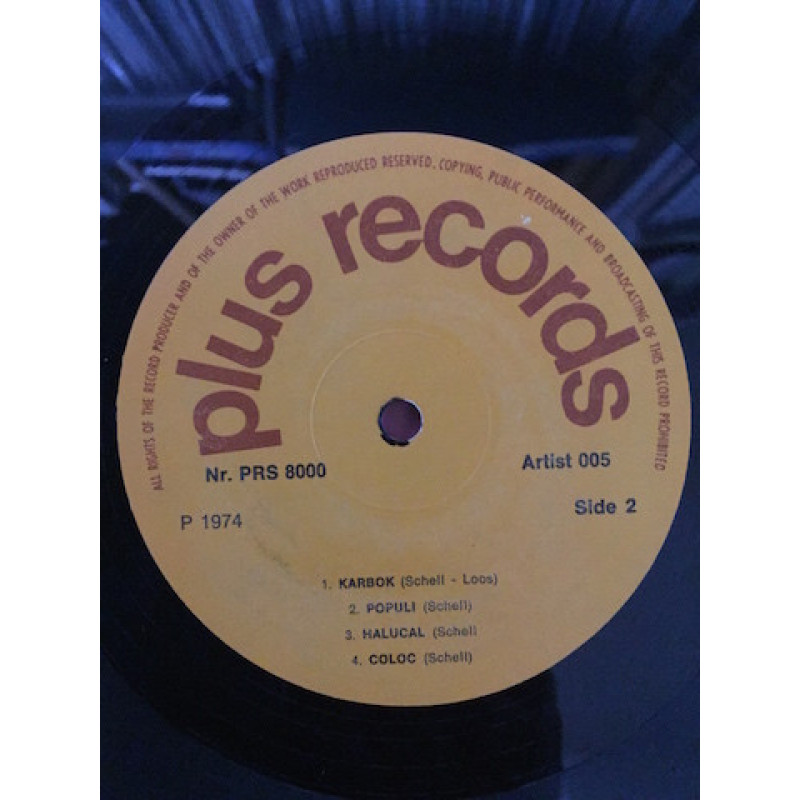 ALL RIGHTS OF THE RECORD PRODUCER AND OF THE OWNER OF THE WORK REPRODUCED RESERVED. COPYING, PUBLIC PERFORMANCE AND BROADCASTING OF THIS RECORD PROHIBITED
plus records
Nr. PRS 8000
Artist 005
P 1974
Side 2
1. KARBOK (Schell - Loos)
2. POPULI (Schell)
3. HALUCAL (Schell
4. COLOC (Schell)